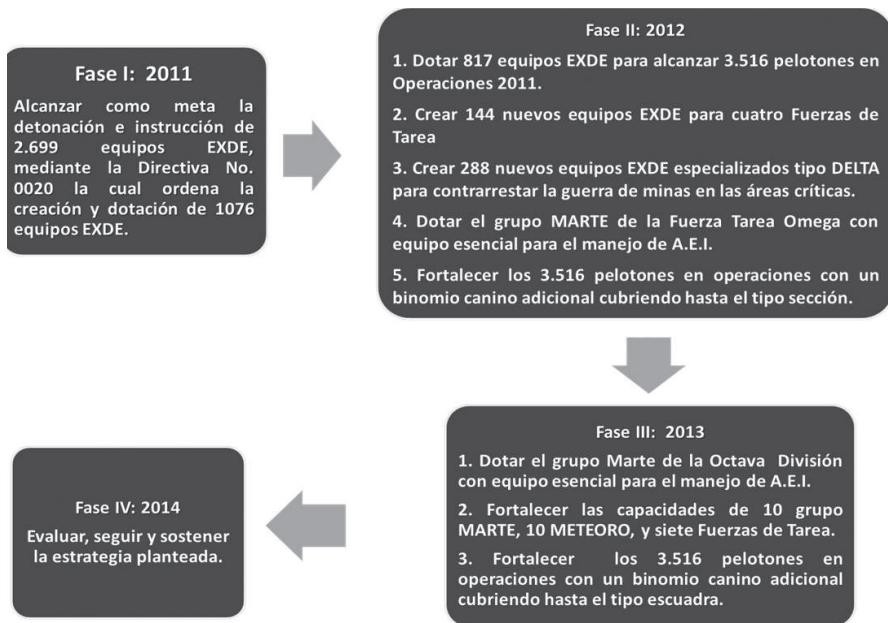 Fase I: 2011
Alcanzar como meta la
detonación e instrucción de
2.699 equipos EXDE,
mediante la Directiva No.
0020 la cual ordena la
creación y dotación de 1076
equipos EXDE.
Fase II: 2012
1. Dotar 817 equipos EXDE para alcanzar 3.516 pelotones en
Operaciones 2011.
2. Crear 144 nuevos equipos EXDE para cuatro Fuerzas de
Tarea
3. Crear 288 nuevos equipos EXDE especializados tipo DELTA
para contrarrestar la guerra de minas en las áreas críticas.
4. Dotar el grupo MARTE de la Fuerza Tarea Omega con
equipo esencial para el manejo de A.E.I.
5. Fortalecer los 3.516 pelotones en operaciones con un
binomio canino adicional cubriendo hasta el tipo sección.
Fase III: 2013
1. Dotar el grupo Marte de la Octava División
con equipo esencial para el manejo de A.E.I.
2. Fortalecer las capacidades de 10 grupo
MARTE, 10 METEORO, y siete Fuerzas de Tarea.
3. Fortalecer los 3.516 pelotones en
operaciones con un binomio canino adicional
cubriendo hasta el tipo escuadra.
Fase IV: 2014
Evaluar, seguir y sostener
la estrategia planteada.